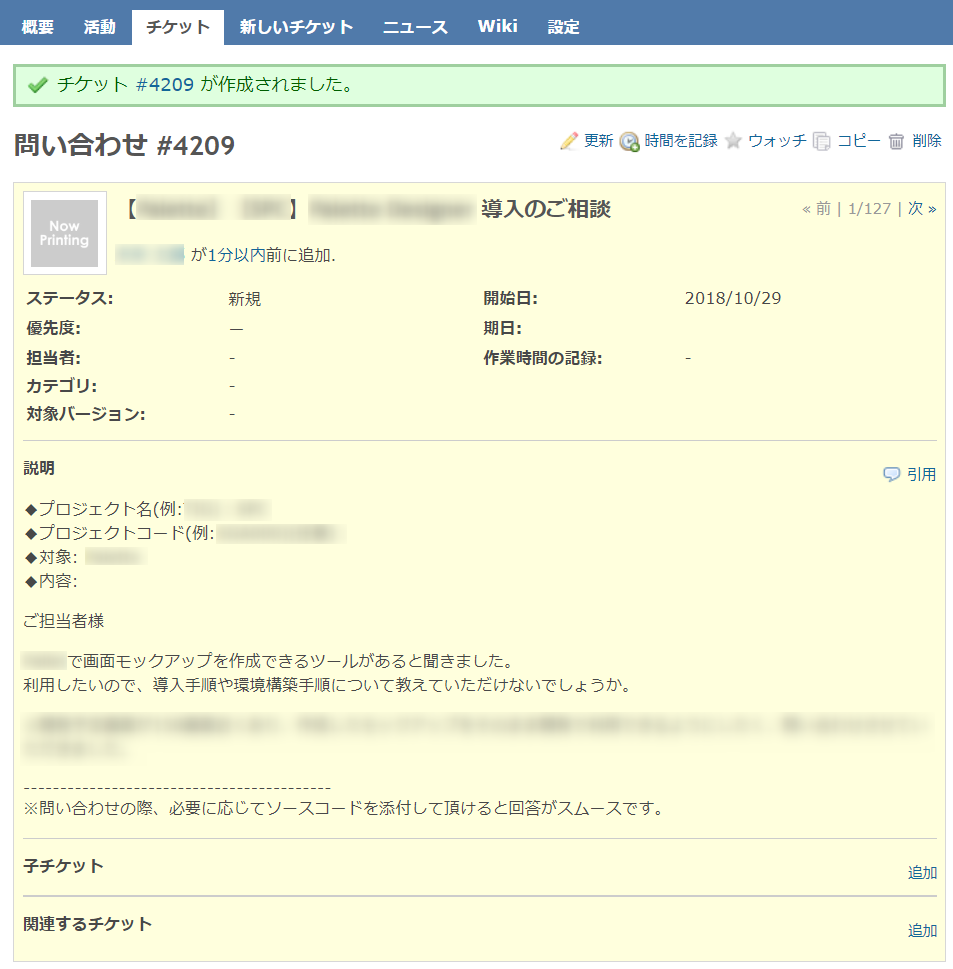 概要 活動 チケット 新しいチケット ニュース Wiki 設定
チケット #4209 が作成されました。
問い合わせ #4209
更新 時間を記録 ウォッチ コピー 削除
Now
Printing
【 】 導入のご相談
« 前 | 1/127 | 次 »
が1分以内前に追加.
ステータス: 新規 開始日: 2018/10/29
優先度: — 期日:
担当者: - 作業時間の記録: -
カテゴリ: -
対象バージョン: -
説明
引用
◆プロジェクト名(例:
◆プロジェクトコード(例:
◆対象:
◆内容:
ご担当者様
で画面モックアップを作成できるツールがあると聞きました。
利用したいので、導入手順や環境構築手順について教えていただけないでしょうか。
------------------------------------------
※問い合わせの際、必要に応じてソースコードを添付して頂けると回答がスムースです。
子チケット
追加
関連するチケット
追加